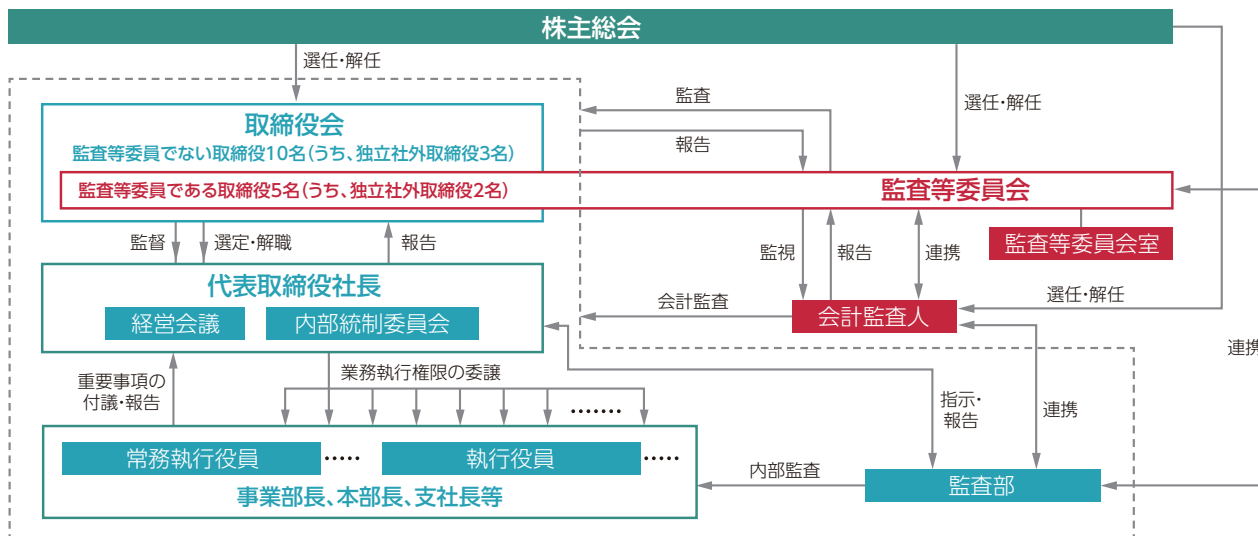 株主総会
選任・解任
選任・解任
監査
報告
取締役会
監査等委員でない取締役10名（うち、独立社外取締役3名）
監査等委員である取締役5名（うち、独立社外取締役2名）
監査等委員会
監査等委員会室
監督
選定・解職
報告
監視
報告
連携
選任・解任
連携
代表取締役社長
経営会議
内部統制委員会
会計監査
会計監査人
重要事項の
付議・報告
業務執行権限の委譲
指示・
報告
連携
常務執行役員
執行役員
事業部長、本部長、支社長等
内部監査
監査部